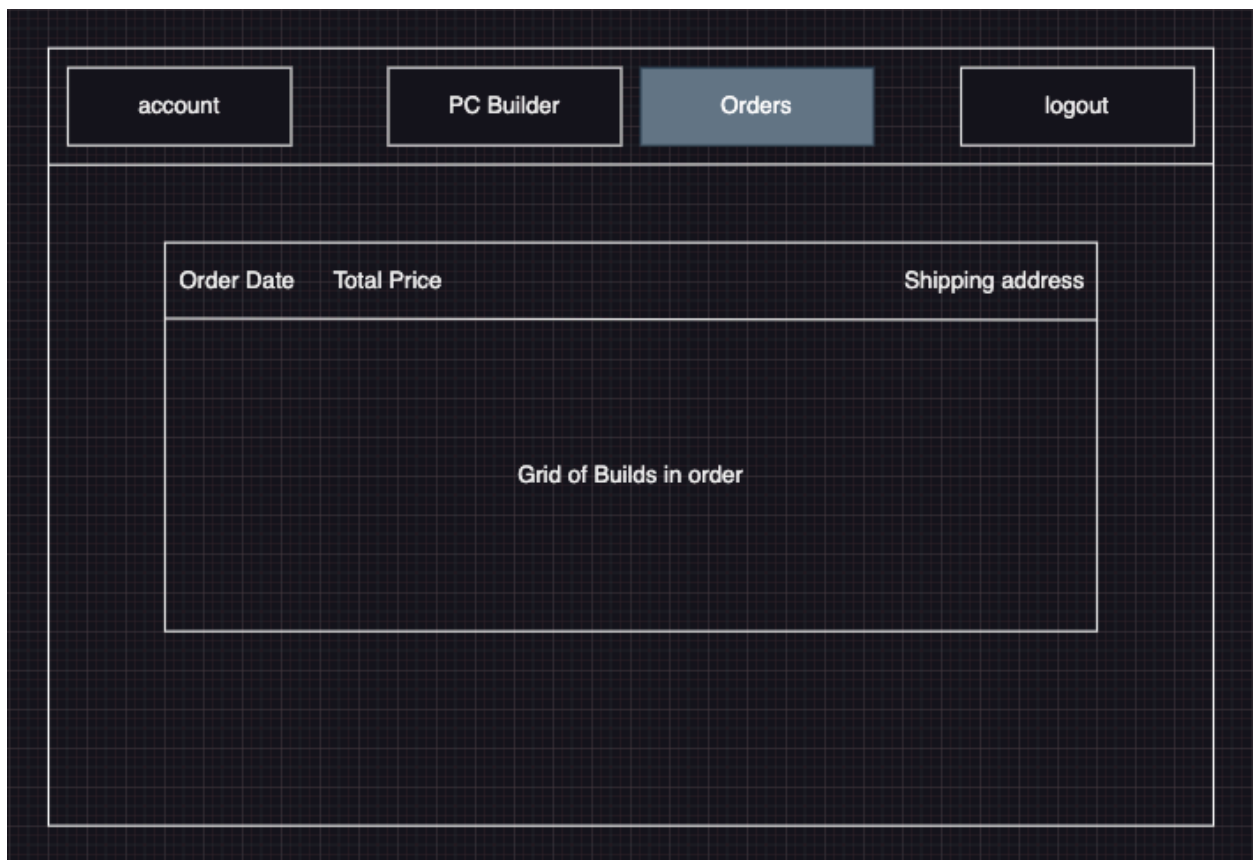 account
PC Builder
Orders
logout
Order Date
Total Price
Shipping address
Grid of Builds in order